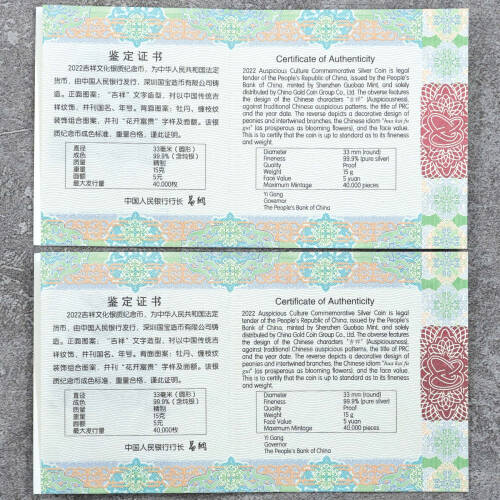 鉴定证书
2022吉祥文化银质纪念币，为中华人民共和国法定
货币，由中国人民银行发行，深圳国宝造币有限公司铸
造。正面图案："吉祥"文字造型，衬以中国传统吉
祥纹饰，并刊国名、年号。背面图案：牡丹、缠枝纹
装饰组合图案，并刊"花开富贵"字样及面额。该银
质纪念币成色标准，重量合格，谨此证明。
直径 33毫米（圆形）
成色 99.9%（含纯银）
质量 精制
重量 15克
面额 5元
最大发行量 40,000枚
中国人民银行行长
Certificate of Authenticity
2022 Auspicious Culture Commemorative Silver Coin is legal
tender of the People's Republic of China, issued by the People's
Bank of China, minted by Shenzhen Guobao Mint, and solely
distributed by China Gold Coin Group Co., Ltd. The obverse features
the design of the Chinese characters "吉祥" (Auspiciousness),
against traditional Chinese auspicious patterns, the title of PRC
and the year. The reverse depicts a decorative design of
peonies and intertwined branches, the Chinese idiom "hua kai fu
gui" (as prosperous as blooming flowers), and the face value.
This is to certify that the coin is up to standard as to its fineness
and weight.
Diameter 33 mm (round)
Fineness 99.9% (pure silver)
Quality Proof
Weight 15 g
Face Value 5 yuan
Maximum Mintage 40,000 pieces
Yi Gang
Governor
The People's Bank of China
鉴定证书
2022吉祥文化银质纪念币，为中华人民共和国法定
货币，由中国人民银行发行，深圳国宝造币有限公司铸
造。正面图案："吉祥"文字造型，衬以中国传统吉
祥纹饰，并刊国名、年号。背面图案：牡丹、缠枝纹
装饰组合图案，并刊"花开富贵"字样及面额。该银
质纪念币成色标准，重量合格，谨此证明。
直径 33毫米（圆形）
成色 99.9%（含纯银）
质量 精制
重量 15克
面额 5元
最大发行量 40,000枚
中国人民银行行长
Certificate of Authenticity
2022 Auspicious Culture Commemorative Silver Coin is legal
tender of the People's Republic of China, issued by the People's
Bank of China, minted by Shenzhen Guobao Mint, and solely
distributed by China Gold Coin Group Co., Ltd. The obverse features
the design of the Chinese characters "吉祥" (Auspiciousness),
against traditional Chinese auspicious patterns, the title of PRC
and the year. The reverse depicts a decorative design of
peonies and intertwined branches, the Chinese idiom "hua kai fu
gui" (as prosperous as blooming flowers), and the face value.
This is to certify that the coin is up to standard as to its fineness
and weight.
Diameter 33 mm (round)
Fineness 99.9% (pure silver)
Quality Proof
Weight 15 g
Face Value 5 yuan
Maximum Mintage 40,000 pieces
Yi Gang
Governor
The People's Bank of China